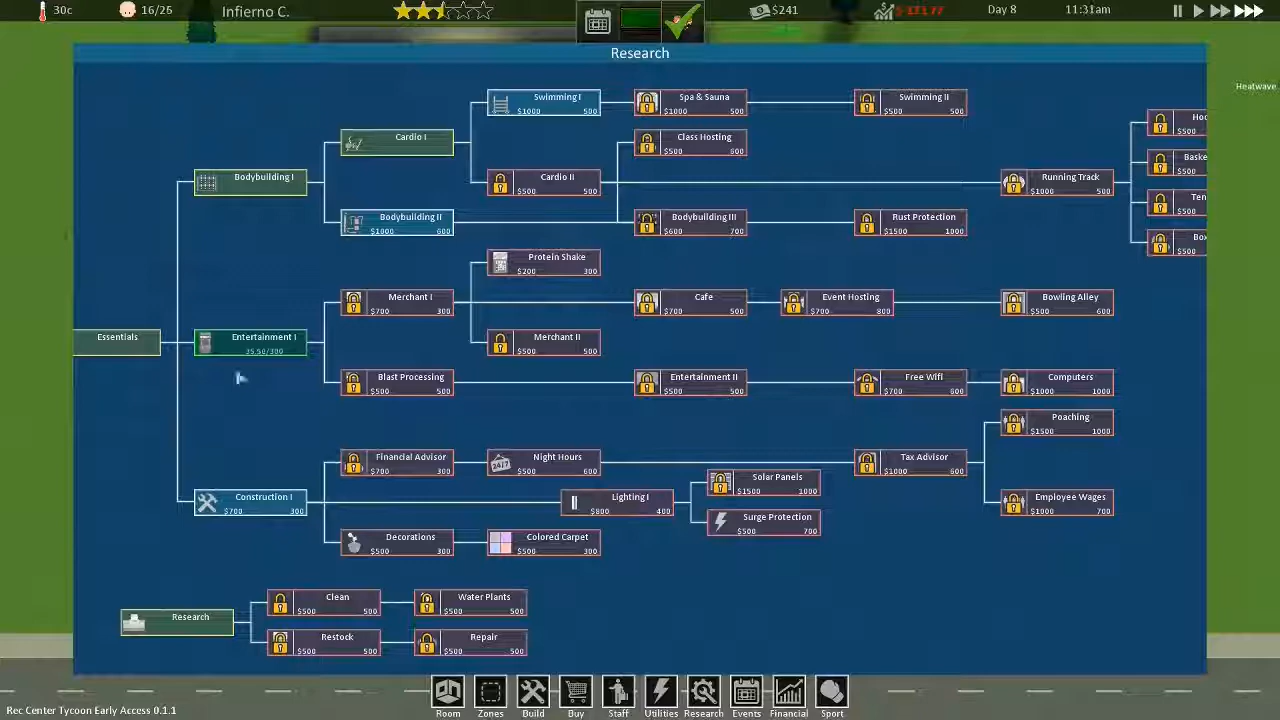 30c
16/25
Infierno C.
$241
Day 8
11:31am
Research
Heatwave
Swimming I
$1000 500
Spa & Sauna
$1000 500
Swimming II
$500 500
Cardio I
Class Hosting
$500 600
$500
$500
Bodybuilding I
Cardio II
$500 500
Running Track
$1000 500
$500
Bodybuilding II
$1000 600
Bodybuilding III
$600 700
Rust Protection
$1500 1000
$500
Protein Shake
$200 300
Merchant I
$700 300
Cafe
$700 500
Event Hosting
$700 800
Bowling Alley
$500 600
Essentials
Entertainment I
35.50/300
Merchant II
$500 500
Blast Processing
$500 500
Entertainment II
$500 500
Free Wifi
$700 600
Computers
$1000 1000
Poaching
$1500 1000
Financial Advisor
$700 300
Night Hours
$500 600
Tax Advisor
$1000 600
Solar Panels
$1500 1000
Construction I
$700 300
Lighting I
$800 400
Employee Wages
$1000 700
Surge Protection
$500 700
Decorations
$500 300
Colored Carpet
$500 300
Clean
$500 500
Water Plants
$500 500
Research
Restock
$500 500
Repair
$500 500
Room Zones Build Buy Staff Utilities Research Events Financial Sport
Rec Center Tycoon Early Access 0.1.1